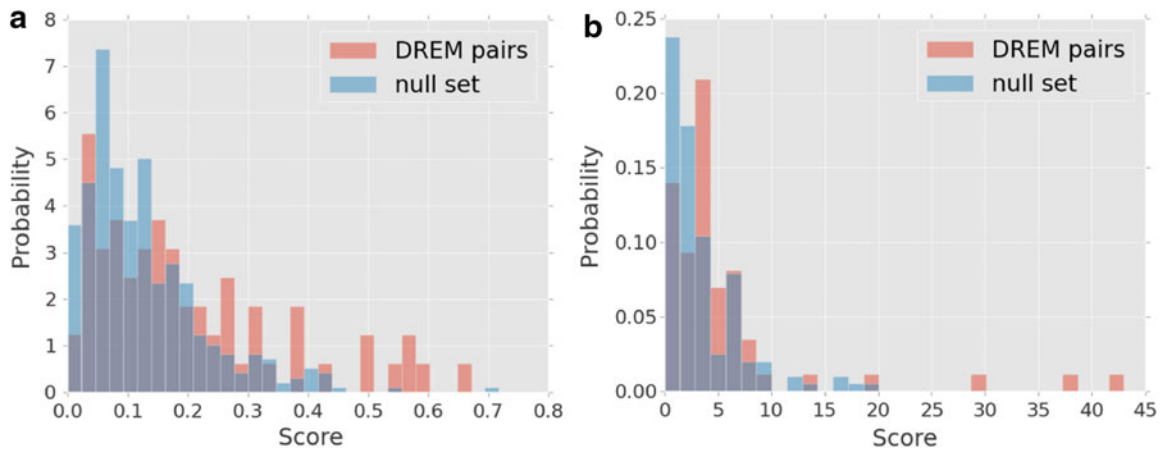 a
8
7
6
5
4
3
2
1
0
Probability
0.0 0.1 0.2 0.3 0.4 0.5 0.6 0.7 0.8
Score
DREM pairs
null set
b
0.25
0.20
0.15
0.10
0.05
0.00
Probability
0 5 10 15 20 25 30 35 40 45
Score
DREM pairs
null set